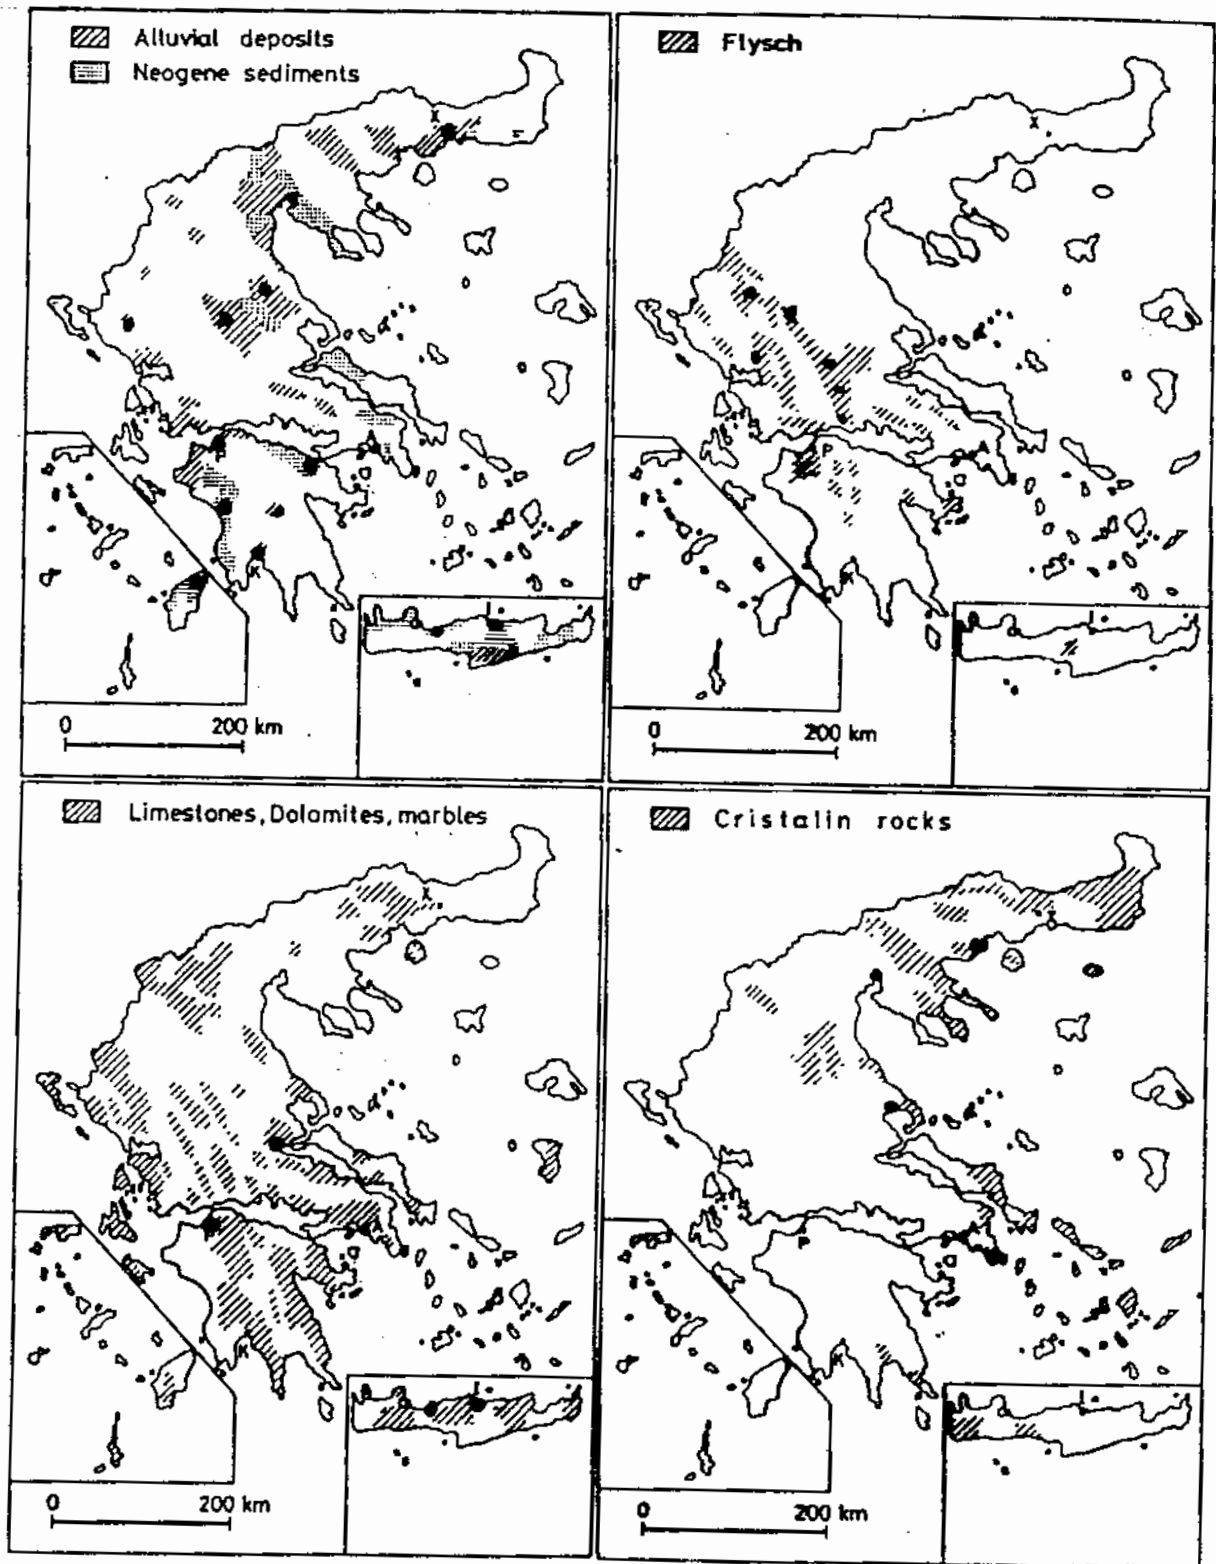 Alluvial deposits
Neogene sediments
X
A
P
K
0 200 km
Flysch
X
A
P
K
0 200 km
Limestones, Dolomites, marbles
X
K
0 200 km
Cristalin rocks
P
K
0 200 km